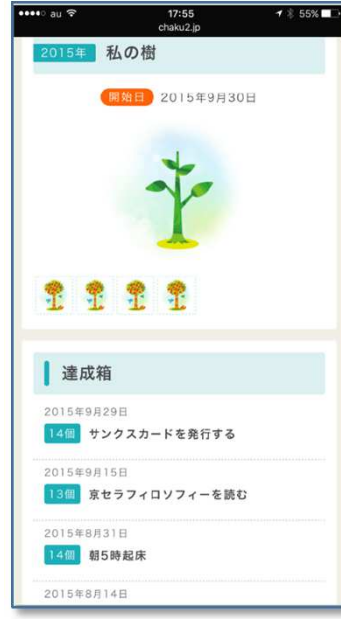 au 17:55 55%
chaku2.jp
2015年 私の樹
開始日 2015年9月30日
達成箱
2015年9月29日
14個 サンクスカードを発行する
2015年9月15日
13個 京セラフィロソフィーを読む
2015年8月31日
14個 朝5時起床
2015年8月14日